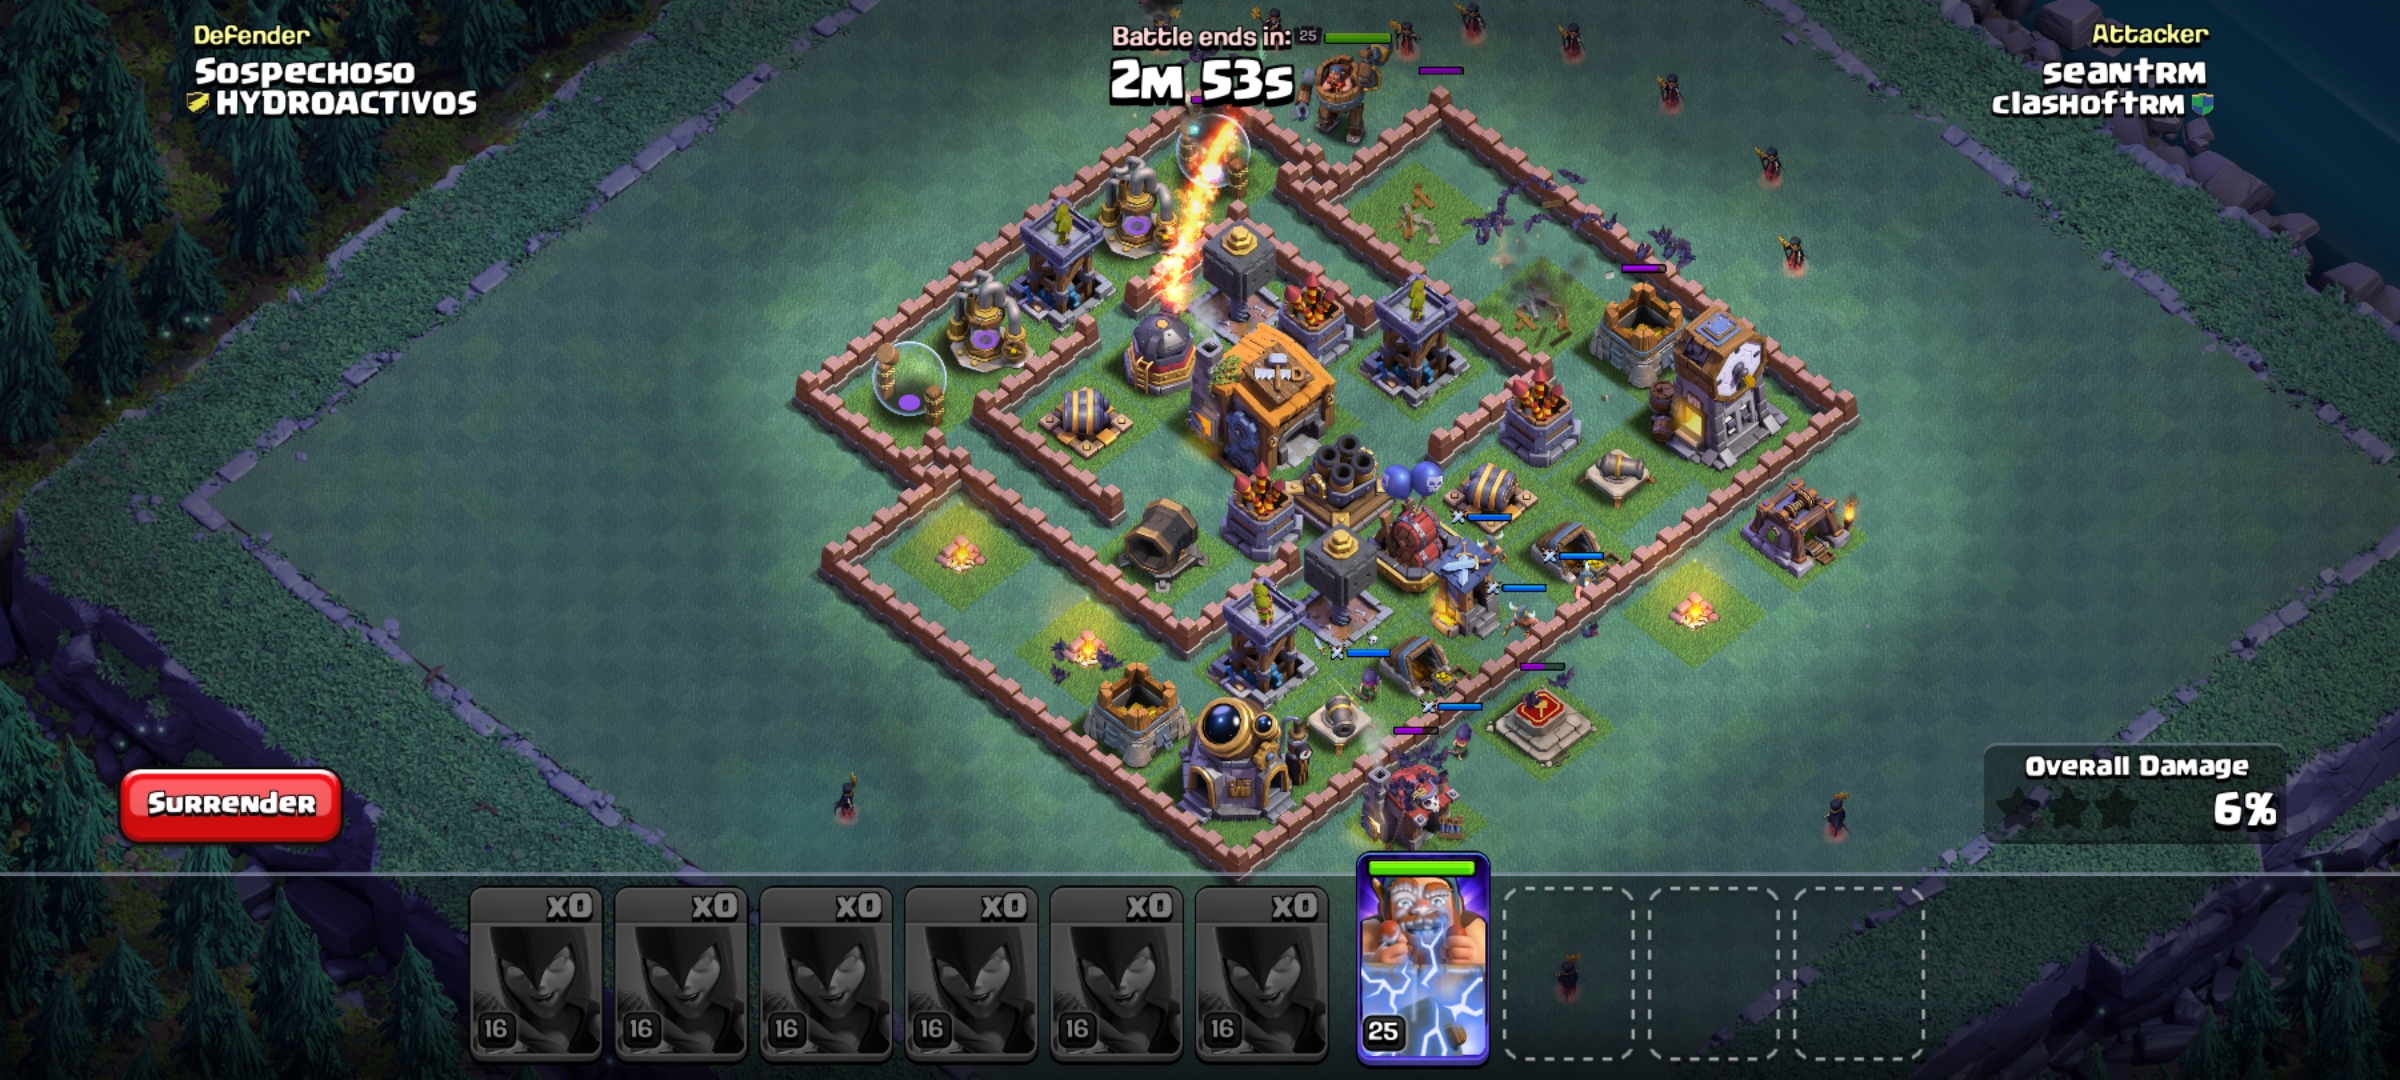 Defender
Sospechoso
HYDROACTIVOS
Battle ends in:
25
2M 53s
Attacker
seantRM
clashoftRM
Surrender
Overall Damage
6%
x0
x0
x0
x0
x0
x0
16
16
16
16
16
16
25